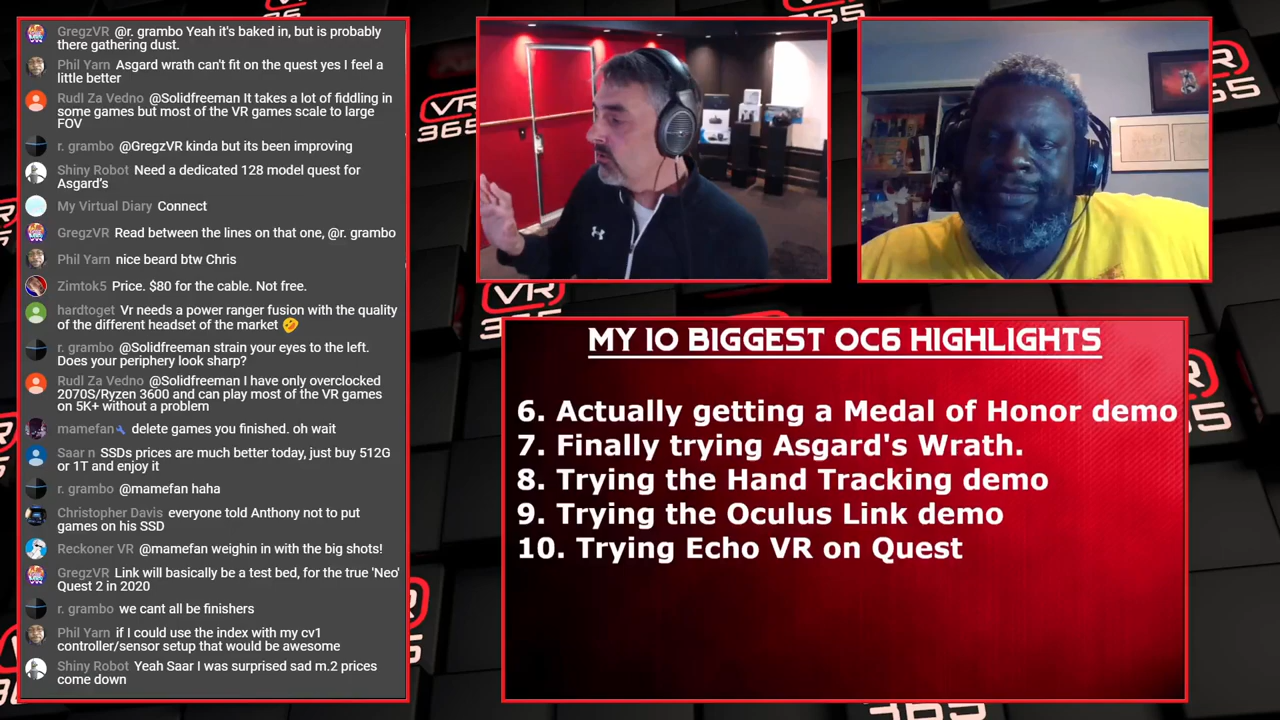 GregzVR @r. grambo Yeah it's baked in, but is probably
there gathering dust.
Phil Yarn Asgard wrath can't fit on the quest yes I feel a
little better
Rudl Za Vedno @Solidfreeman It takes a lot of fiddling in
some games but most of the VR games scale to large
FOV
r. grambo @GregzVR kinda but its been improving
Shiny Robot Need a dedicated 128 model quest for
Asgard's
My Virtual Diary Connect
GregzVR Read between the lines on that one, @r. grambo
Phil Yarn nice beard btw Chris
Zimtok5 Price. $80 for the cable. Not free.
hardtoget Vr needs a power ranger fusion with the quality
of the different headset of the market 🤣
r. grambo @Solidfreeman strain your eyes to the left.
Does your periphery look sharp?
Rudl Za Vedno @Solidfreeman I have only overclocked
2070S/Ryzen 3600 and can play most of the VR games
on 5K+ without a problem
mamefan delete games you finished. oh wait
Saar n SSDs prices are much better today, just buy 512G
or 1T and enjoy it
r. grambo @mamefan haha
Christopher Davis everyone told Anthony not to put
games on his SSD
Reckoner VR @mamefan weighin in with the big shots!
GregzVR Link will basically be a test bed, for the true 'Neo'
Quest 2 in 2020
r. grambo we cant all be finishers
Phil Yarn if I could use the index with my cv1
controller/sensor setup that would be awesome
Shiny Robot Yeah Saar I was surprised sad m.2 prices
come down
VR
365
VR
365
MY 10 BIGGEST OC6 HIGHLIGHTS
6. Actually getting a Medal of Honor demo
7. Finally trying Asgard's Wrath.
8. Trying the Hand Tracking demo
9. Trying the Oculus Link demo
10. Trying Echo VR on Quest
365